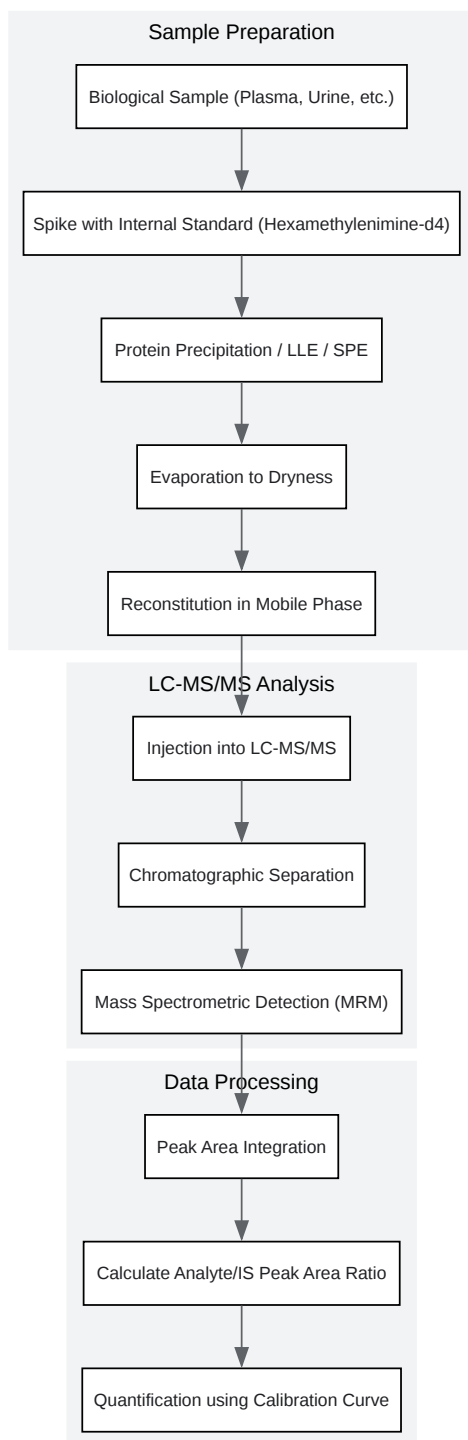 Sample Preparation
Biological Sample (Plasma, Urine, etc.)
Spike with Internal Standard (Hexamethylenimine-d4)
Protein Precipitation / LLE / SPE
Evaporation to Dryness
Reconstitution in Mobile Phase
LC-MS/MS Analysis
Injection into LC-MS/MS
Chromatographic Separation
Mass Spectrometric Detection (MRM)
Data Processing
Peak Area Integration
Calculate Analyte/IS Peak Area Ratio
Quantification using Calibration Curve